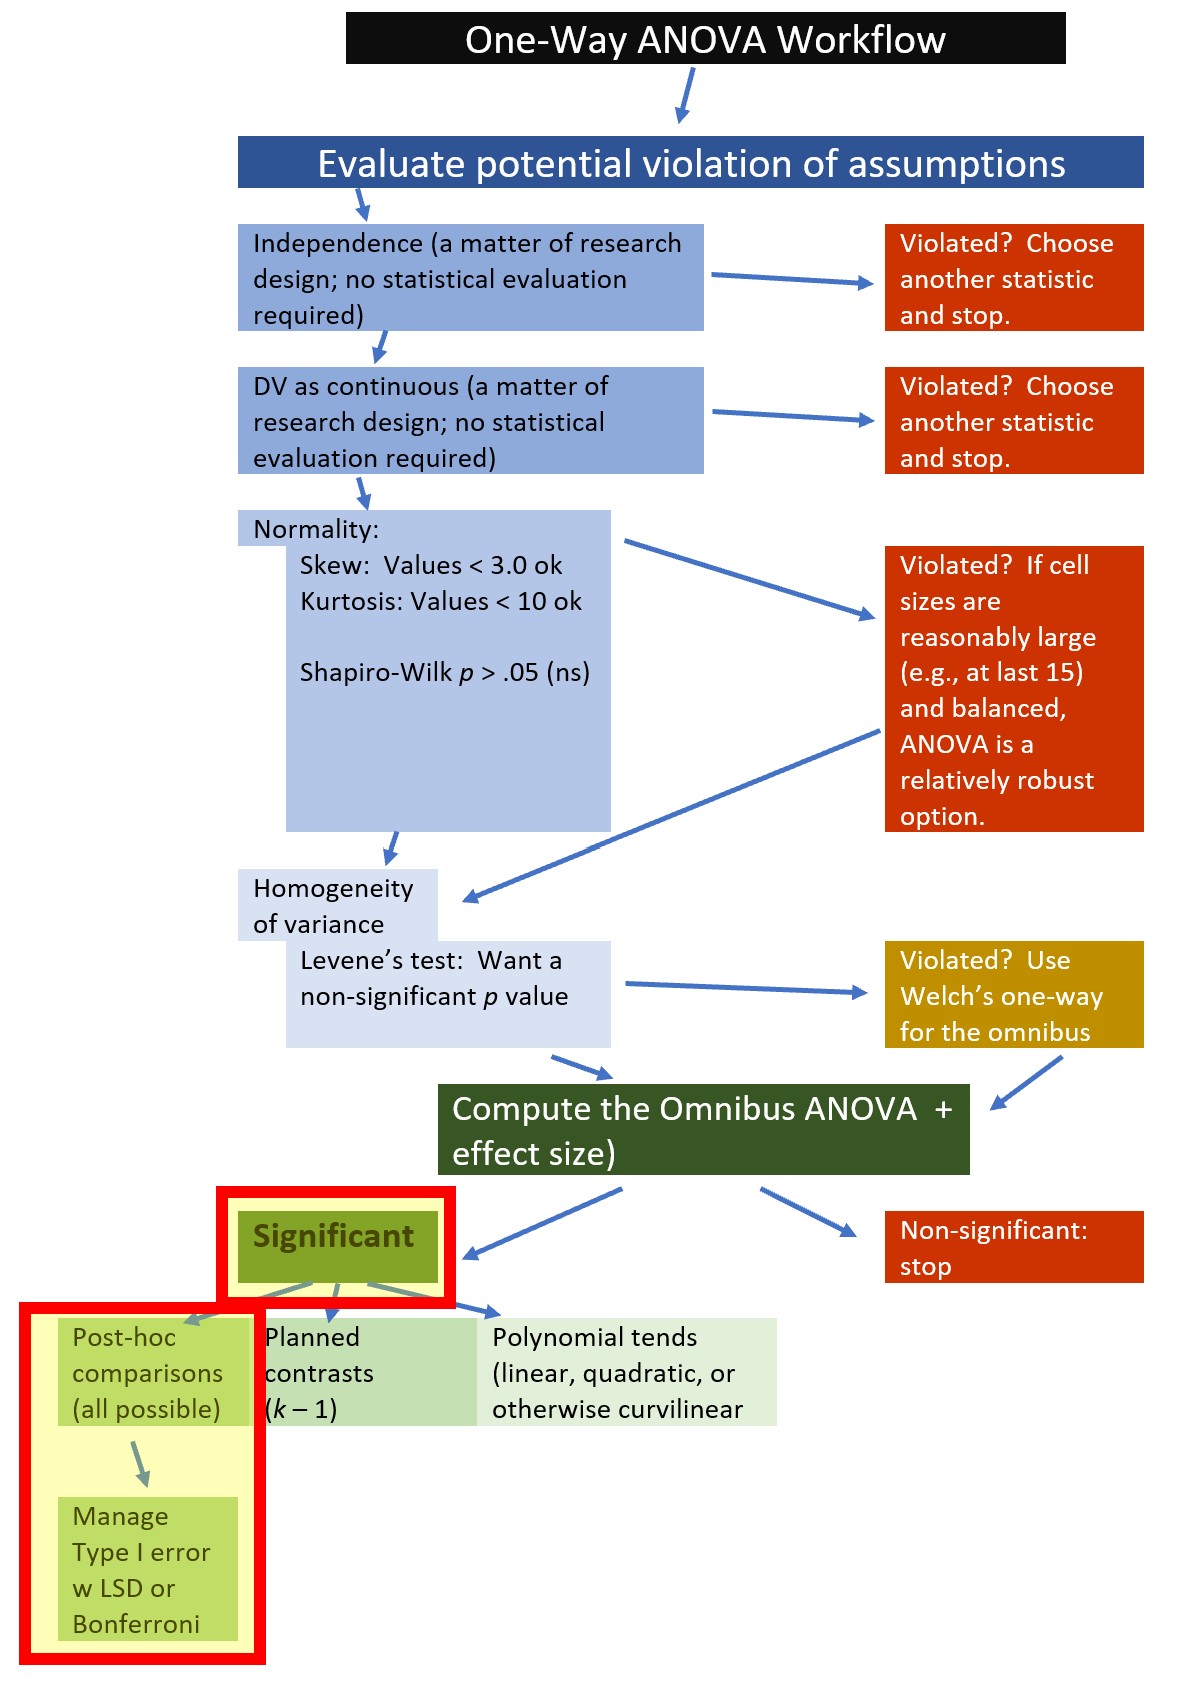 One-Way ANOVA Workflow
Evaluate potential violation of assumptions
Independence (a matter of research
design; no statistical evaluation
required)
Violated?  Choose
another statistic
and stop.
DV as continuous (a matter of
research design; no statistical
evaluation required)
Violated?  Choose
another statistic
and stop.
Normality:
Skew:  Values < 3.0 ok
Kurtosis: Values < 10 ok
Shapiro-Wilk p > .05 (ns)
Violated?  If cell
sizes are
reasonably large
(e.g., at last 15)
and balanced,
ANOVA is a
relatively robust
option.
Homogeneity
of variance
Levene’s test:  Want a
non-significant p value
Violated?  Use
Welch’s one-way
for the omnibus
Compute the Omnibus ANOVA  +
effect size)
Significant
Non-significant:
stop
Post-hoc
comparisons
(all possible)
Planned
contrasts
(k – 1)
Polynomial tends
(linear, quadratic, or
otherwise curvilinear
Manage
Type I error
w LSD or
Bonferroni